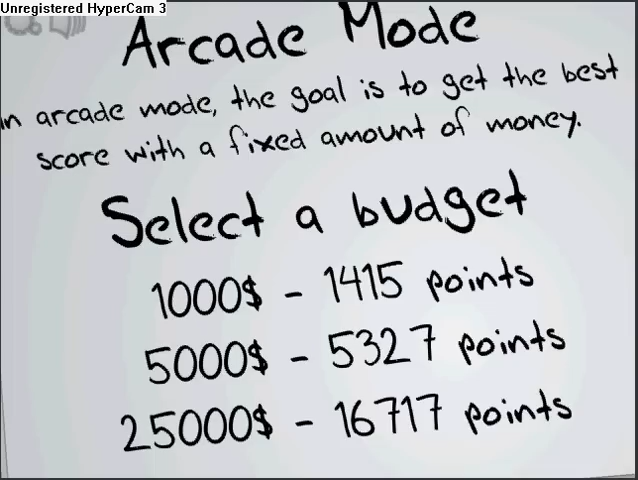 Unregistered HyperCam 3
Arcade Mode
n arcade mode, the goal is to get the best
score with a fixed amount of money.
Select a budget
1000$ - 1415 points
5000$ - 5327 points
25000$ - 16717 points